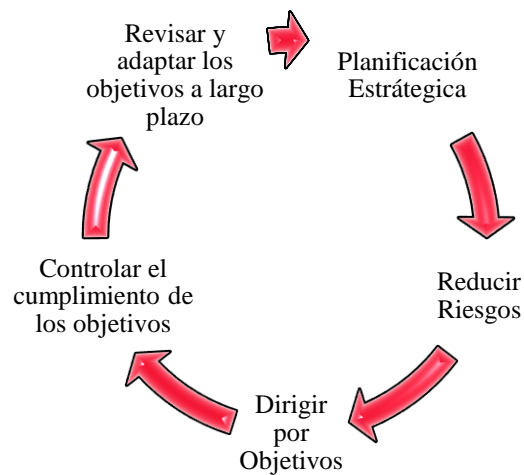 Revisar y
adaptar los
objetivos a largo
plazo
Planificación
Estrátegica
Reducir
Riesgos
Dirigir
por
Objetivos
Controlar el
cumplimiento de
los objetivos